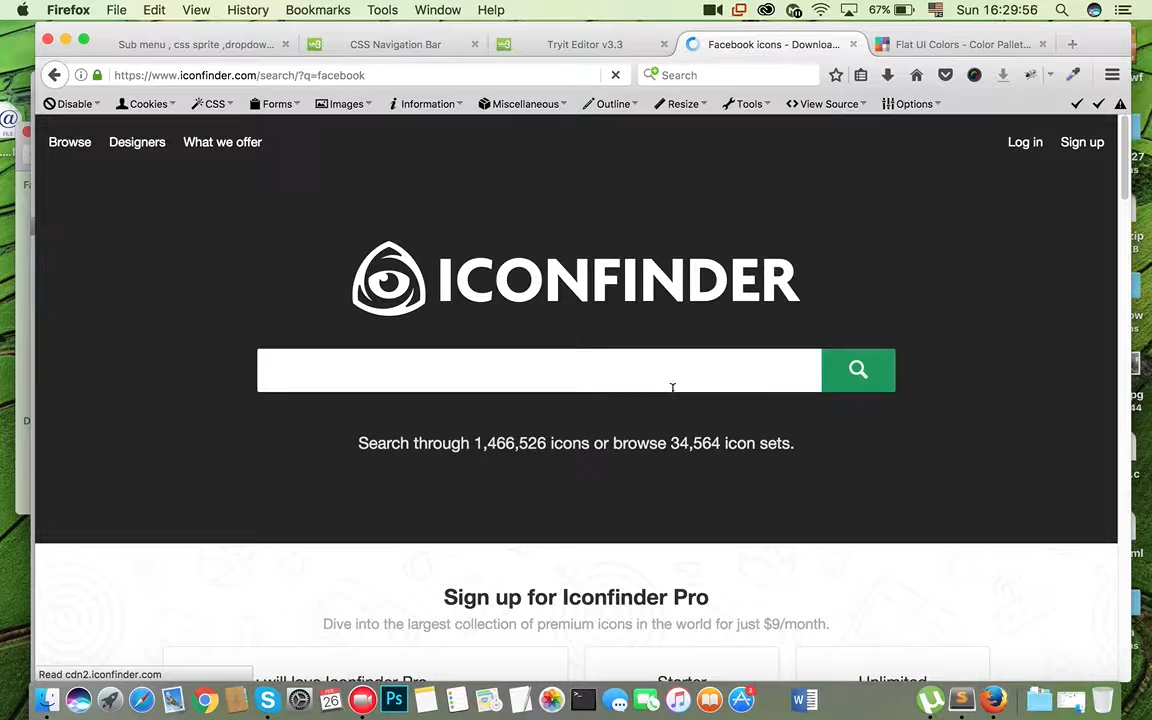 Firefox File Edit View History Bookmarks Tools Window Help 67% Sun 16:29:56
Sub menu , css sprite ,dropdow... CSS Navigation Bar Tryit Editor v3.3 Facebook icons - Downloa... Flat UI Colors - Color Pallet...
https://www.iconfinder.com/search/?q=facebook Search
Disable Cookies CSS Forms Images Information Miscellaneous Outline Resize Tools View Source Options
Browse Designers What we offer Log in Sign up
ICONFINDER
Search through 1,466,526 icons or browse 34,564 icon sets.
Sign up for Iconfinder Pro
Dive into the largest collection of premium icons in the world for just $9/month.
Read cdn2.iconfinder.com